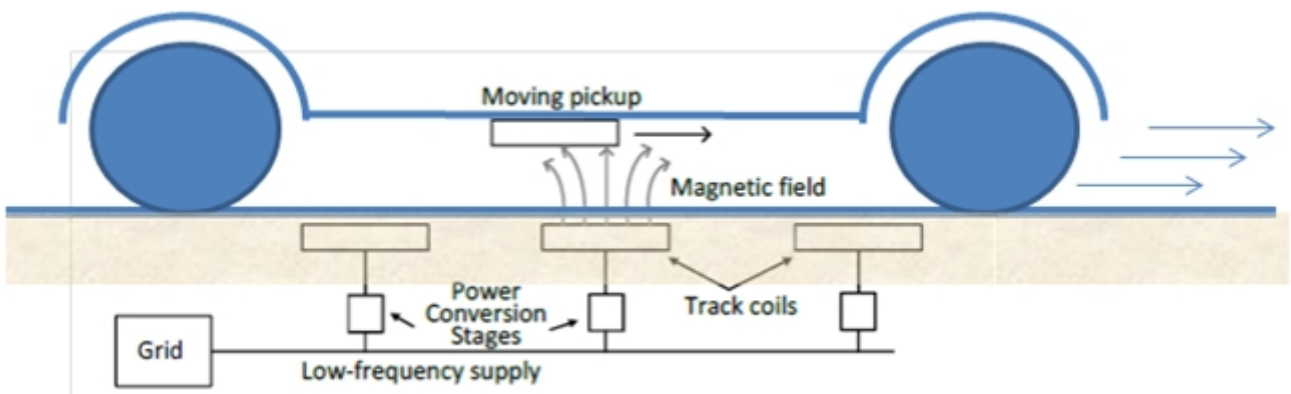 Moving pickup
Magnetic field
Power
Conversion
Stages
Track coils
Grid
Low-frequency supply